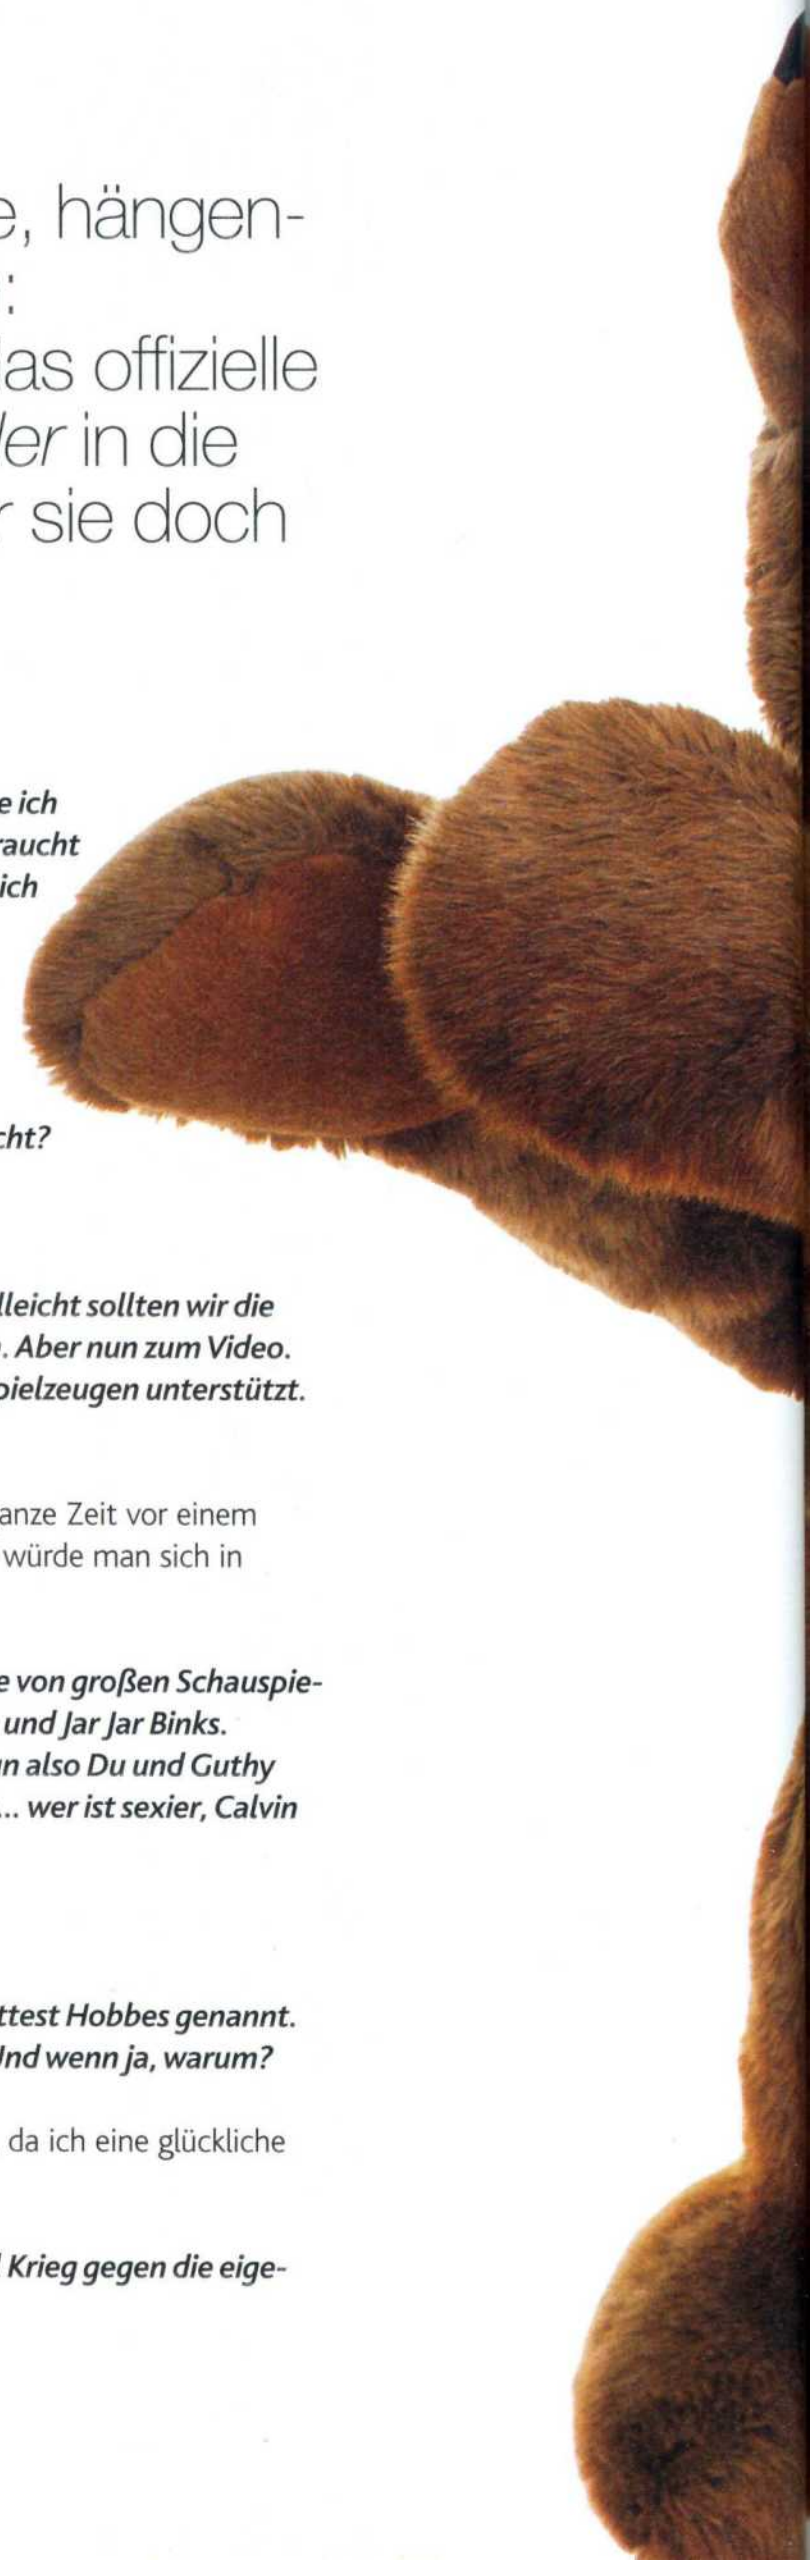 , hängen-
:
as offizielle
er in die
sie doch
ich
aucht
ich
cht?
lleicht sollten wir die
. Aber nun zum Video.
pielzeugen unterstützt.
anze Zeit vor einem
würde man sich in
e von großen Schauspie-
und Jar Jar Binks.
n also Du und Guthy
... wer ist sexier, Calvin
ttest Hobbes genannt.
Und wenn ja, warum?
da ich eine glückliche
Krieg gegen die eige-